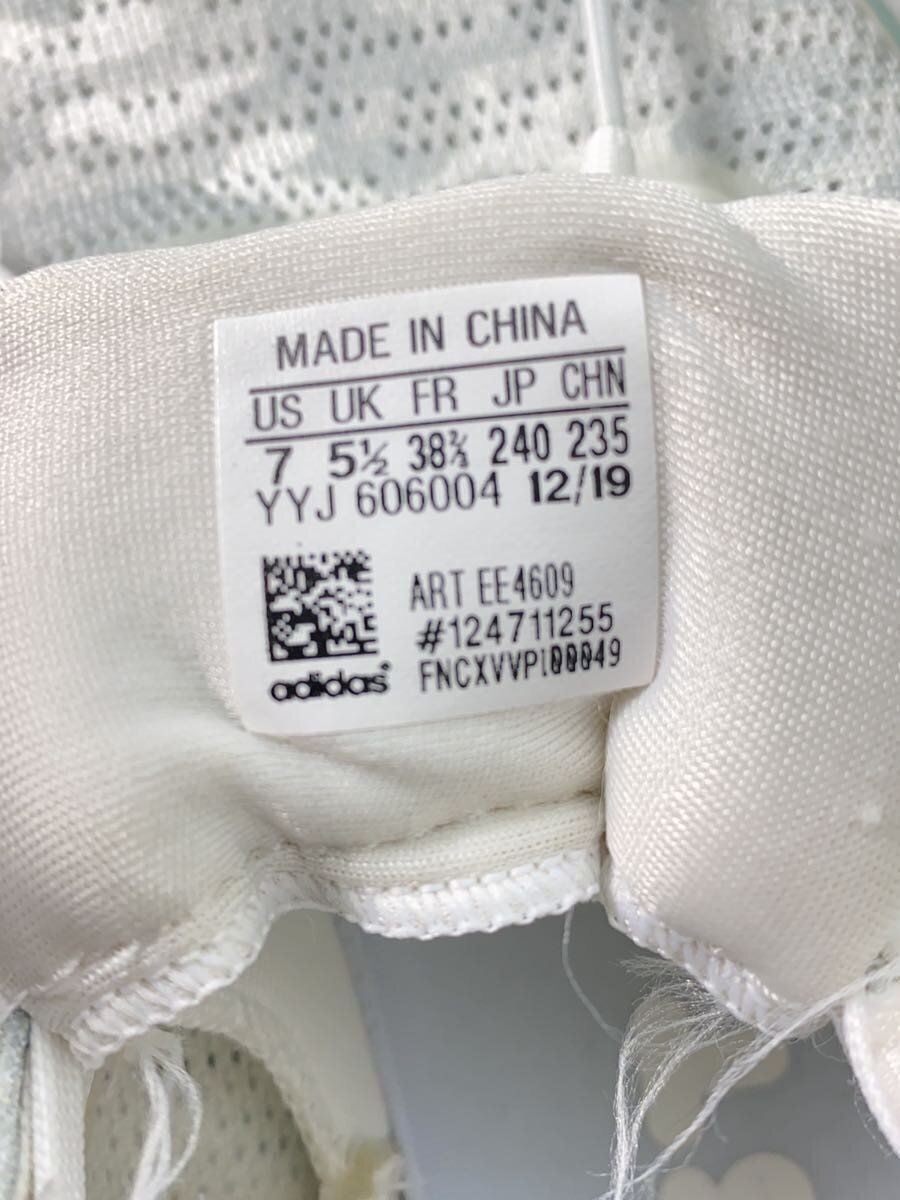 MADE IN CHINA
US UK FR JP CHN
7 5½ 38⅔ 240 235
YYJ 606004 12/19
ART EE4609
#124711255
adidas